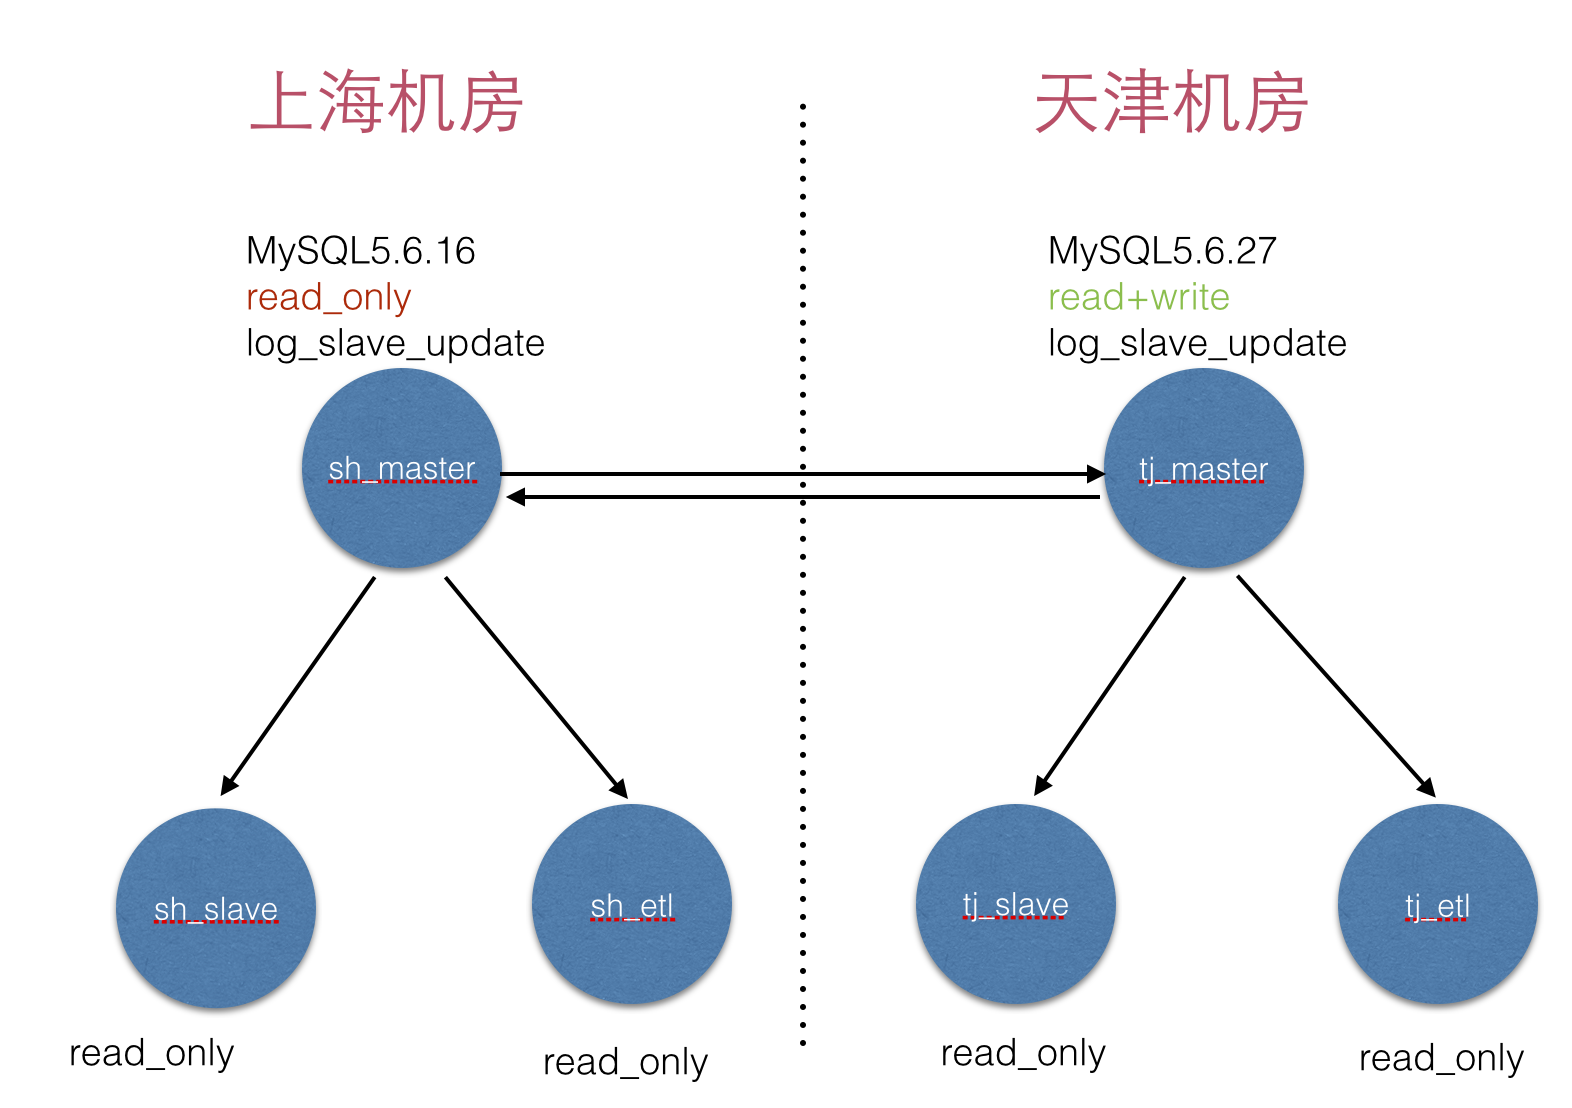 上海机房
天津机房
MySQL5.6.16
read_only
log_slave_update
MySQL5.6.27
read+write
log_slave_update
sh_master
tj_master
sh_slave
sh_etl
tj_slave
tj_etl
read_only
read_only
read_only
read_only